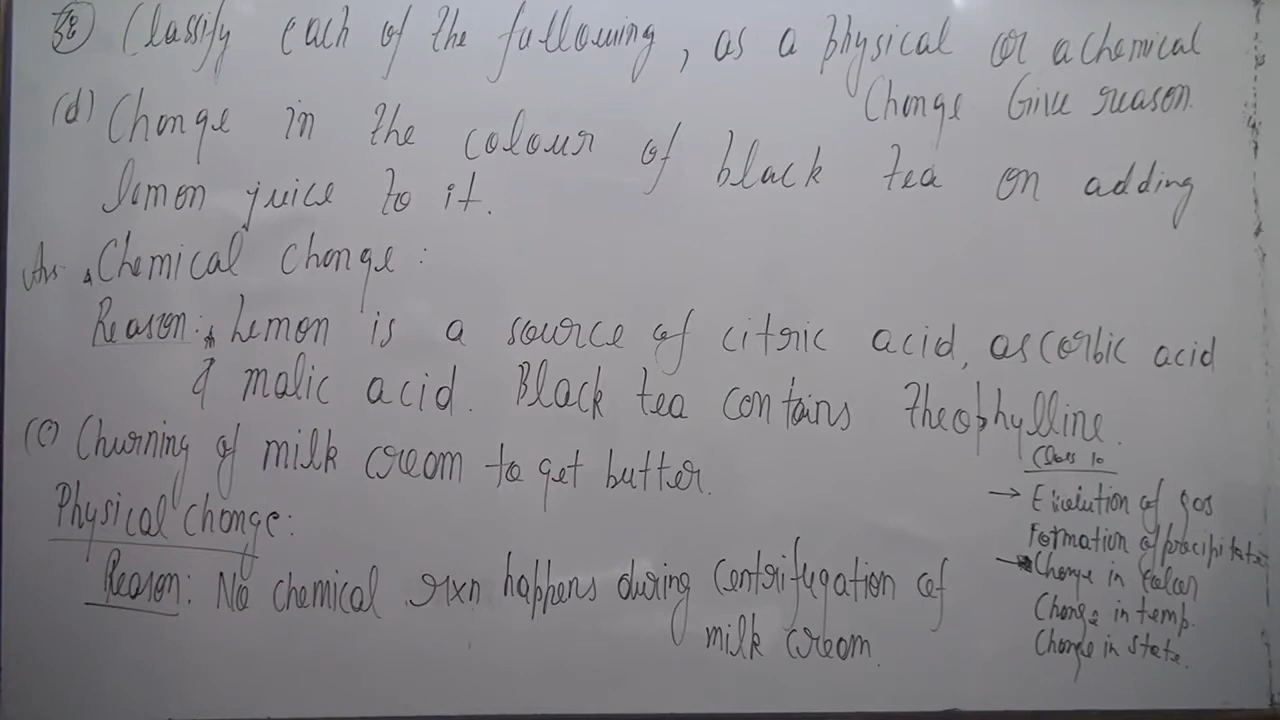 38 Classify each of the following, as a physical or a chemical
Change Give reason.
(d) Change in the colour of black tea on adding
lemon juice to it.
Ans. Chemical change :
Reason: Lemon is a source of citric acid, ascorbic acid
& malic acid. Black tea contains theophylline.
(e) Churning of milk cream to get butter.
Physical change:
Reason: No chemical rxn happens during Centrifugation of
milk cream.
Class 10
→ Evolution of gas
Formation of precipitate
→ Change in Color
Change in temp.
Change in state.